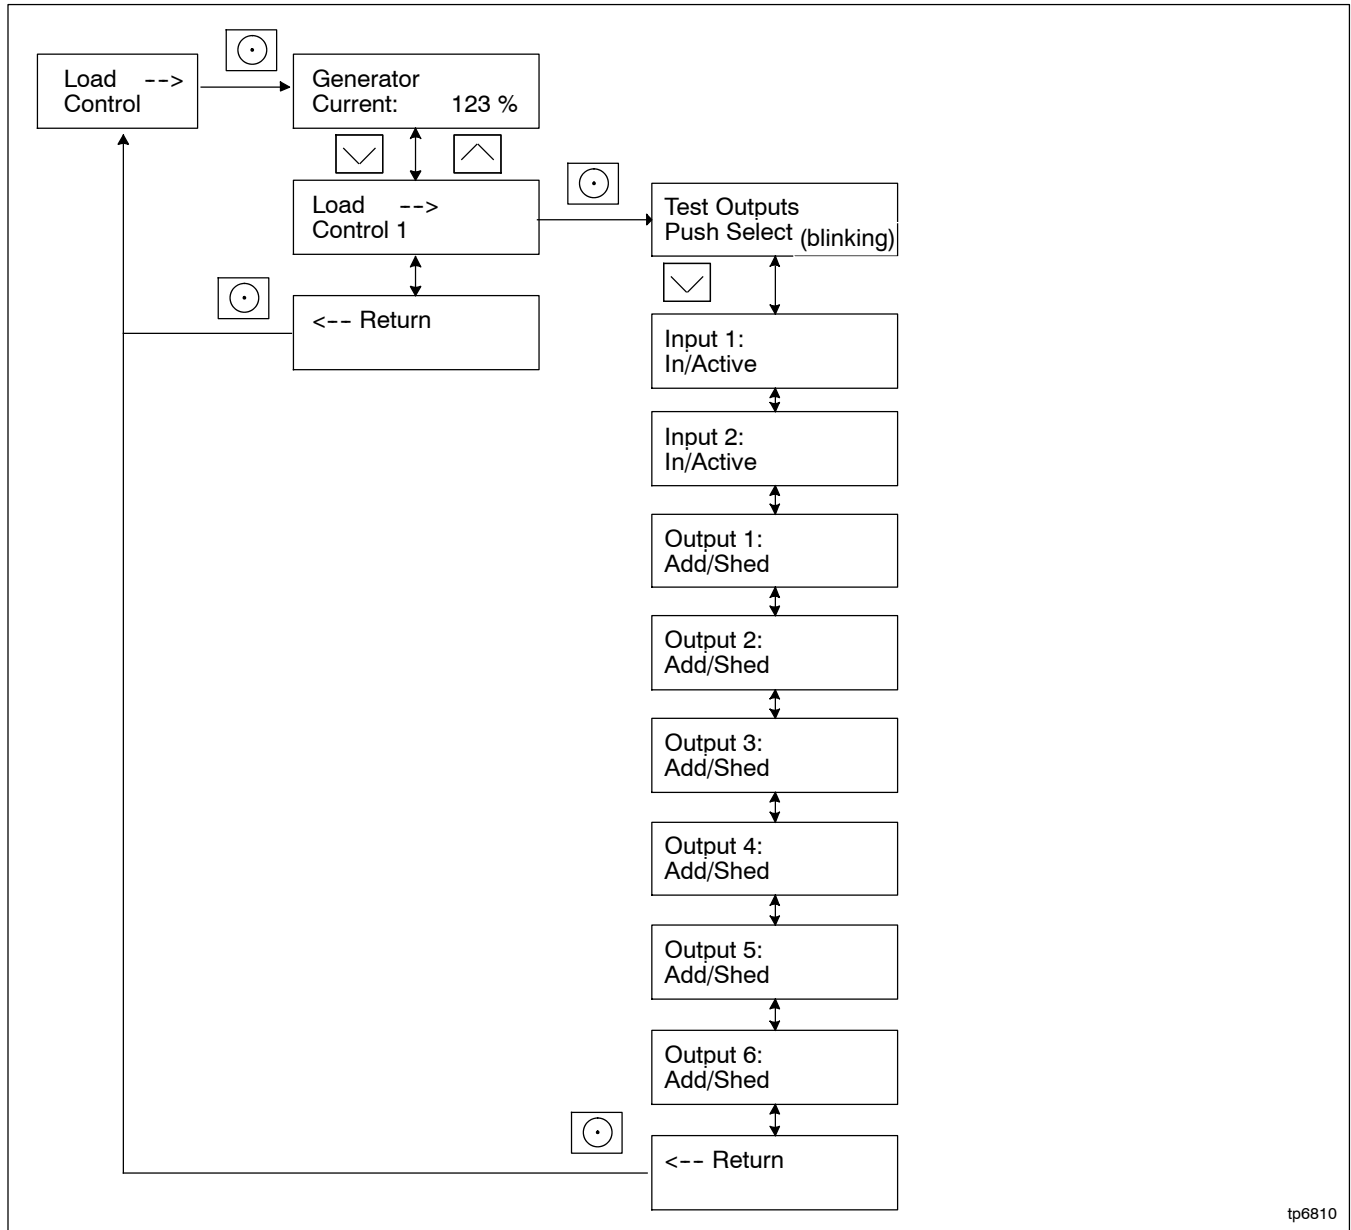 Load -->
Control
Generator
Current: 123 %
Load -->
Control 1
<-- Return
Test Outputs
Push Select (blinking)
Input 1:
In/Active
Input 2:
In/Active
Output 1:
Add/Shed
Output 2:
Add/Shed
Output 3:
Add/Shed
Output 4:
Add/Shed
Output 5:
Add/Shed
Output 6:
Add/Shed
<-- Return
tp6810